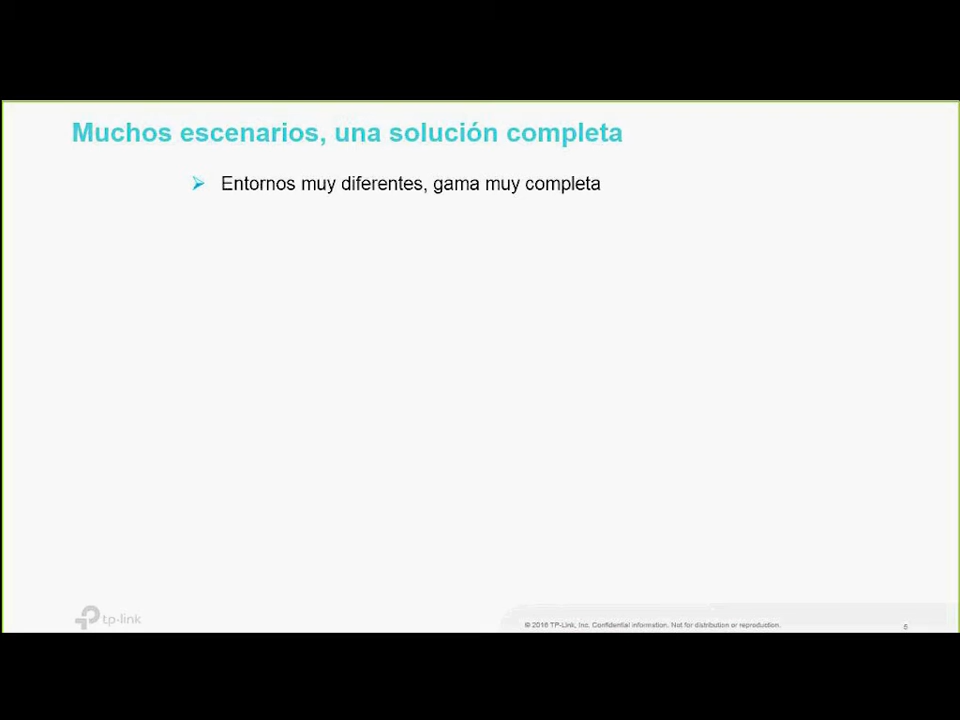 Muchos escenarios, una solución completa
Entornos muy diferentes, gama muy completa
tp-link
© 2016 TP-Link, Inc. Confidential information. Not for distribution or reproduction.